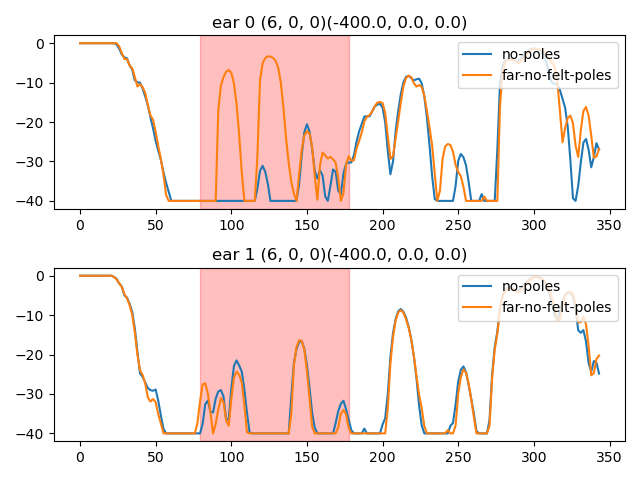 ear 0 (6, 0, 0)(-400.0, 0.0, 0.0)
0
−10
−20
−30
−40
no-poles
far-no-felt-poles
0 50 100 150 200 250 300 350
ear 1 (6, 0, 0)(-400.0, 0.0, 0.0)
0
−10
−20
−30
−40
no-poles
far-no-felt-poles
0 50 100 150 200 250 300 350